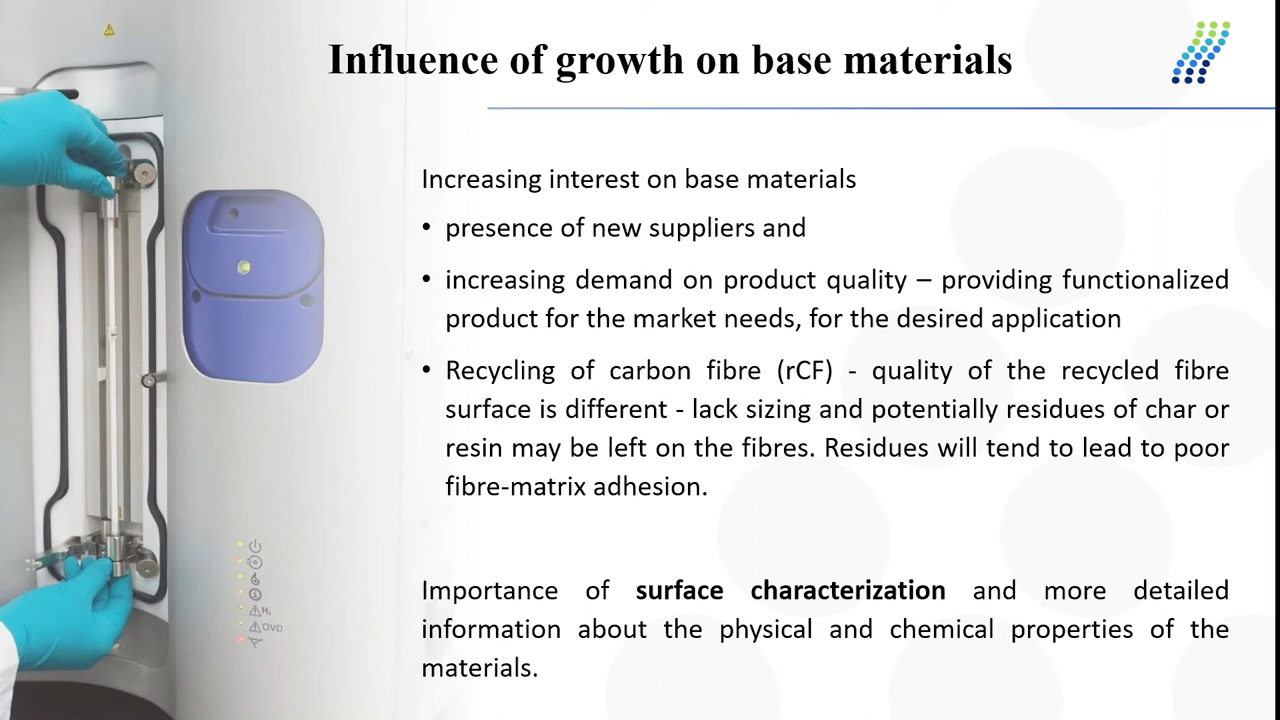 Influence of growth on base materials
Increasing interest on base materials
• presence of new suppliers and
• increasing demand on product quality – providing functionalized
product for the market needs, for the desired application
• Recycling of carbon fibre (rCF) - quality of the recycled fibre
surface is different - lack sizing and potentially residues of char or
resin may be left on the fibres. Residues will tend to lead to poor
fibre-matrix adhesion.
H₂
OVD
Importance of surface characterization and more detailed
information about the physical and chemical properties of the
materials.